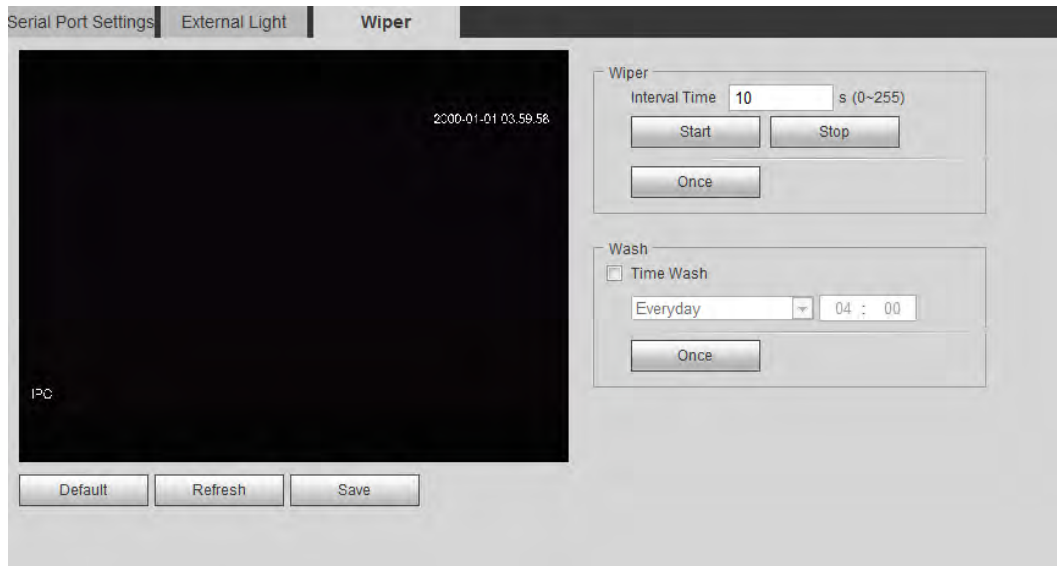 Serial Port Settings External Light Wiper
2000-01-01 03:59:58
IPC
Default Refresh Save
Wiper
Interval Time 10 s (0~255)
Start Stop
Once
Wash
Time Wash
Everyday 04 : 00
Once